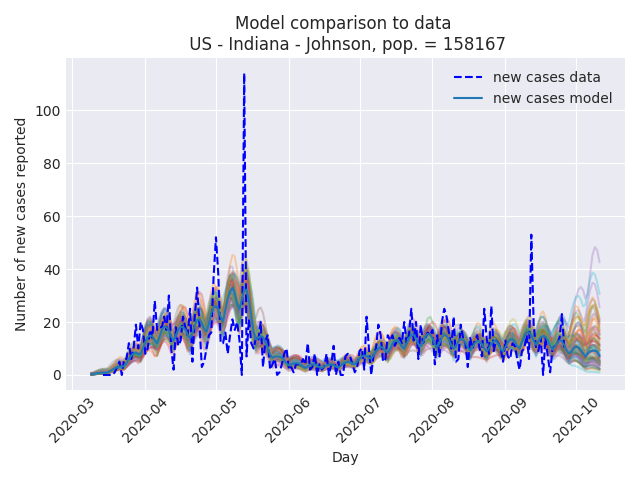 Model comparison to data
US - Indiana - Johnson, pop. = 158167
new cases data
new cases model
Number of new cases reported
100
80
60
40
20
0
2020-03
2020-04
2020-05
2020-06
2020-07
2020-08
2020-09
2020-10
Day